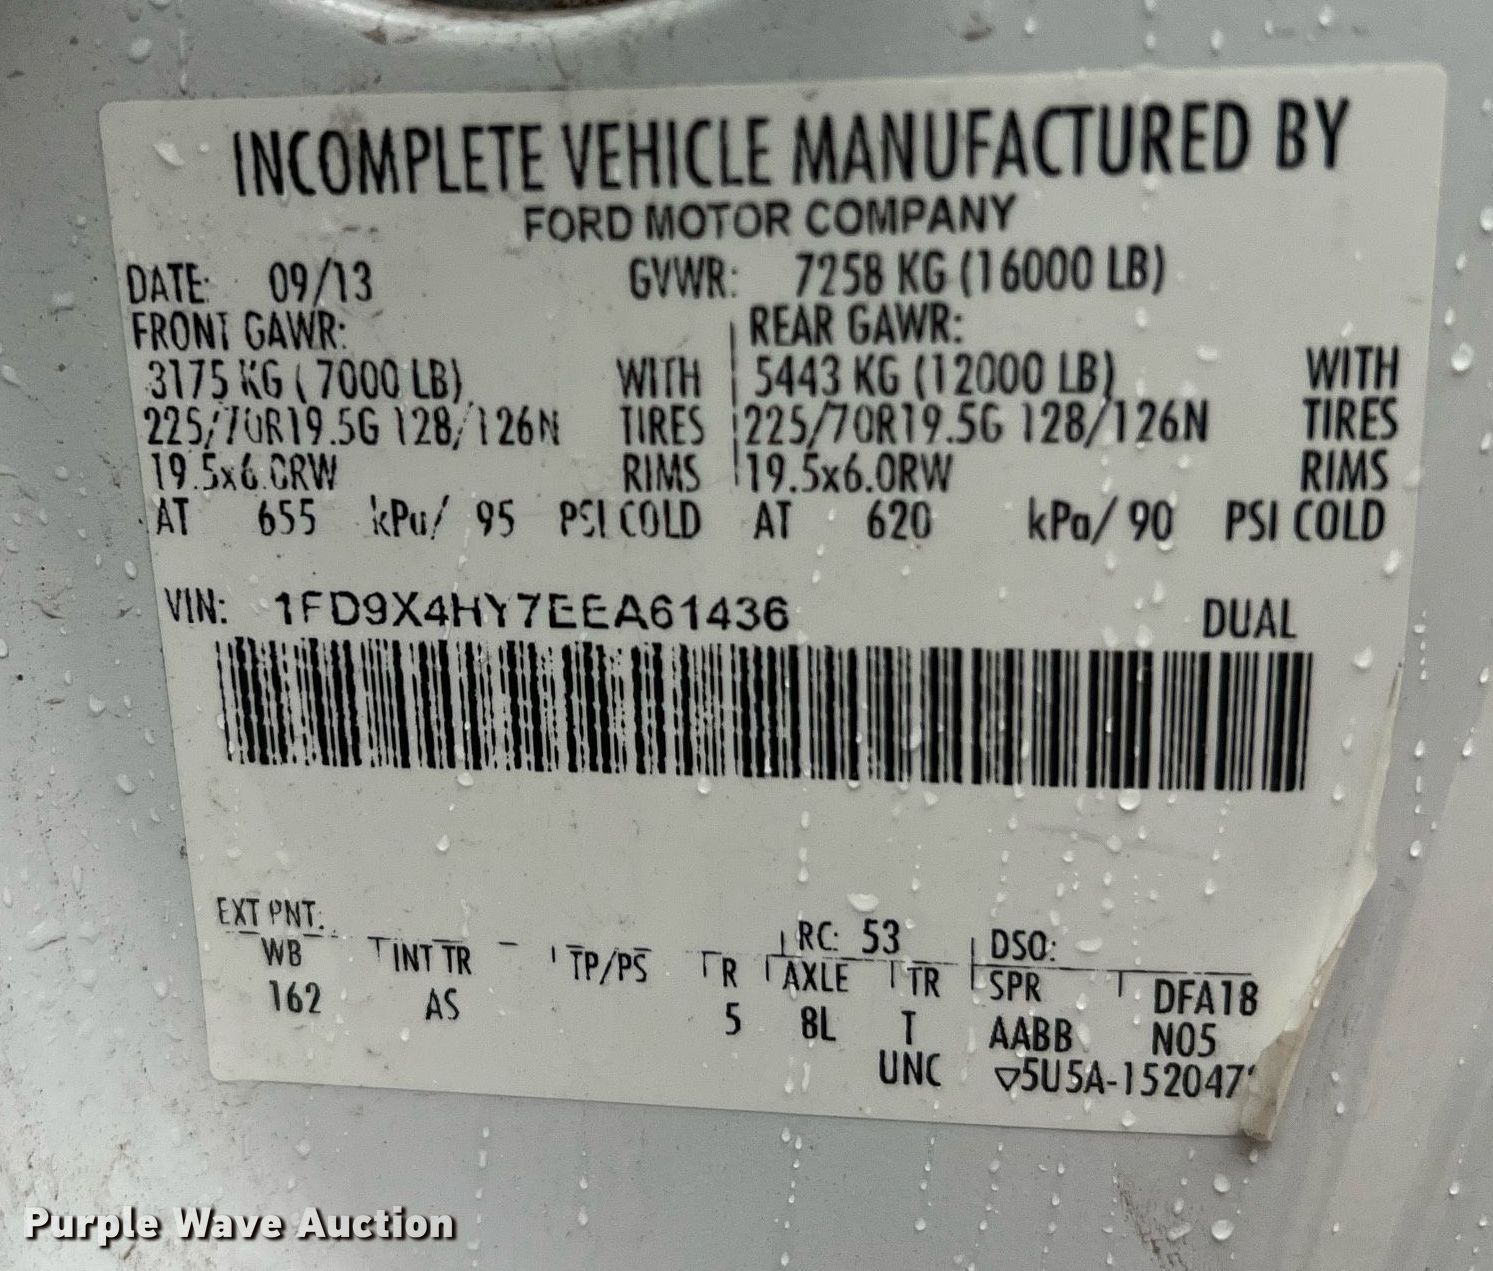 INCOMPLETE VEHICLE MANUFACTURED BY
FORD MOTOR COMPANY
DATE: 09/13 GVWR: 7258 KG (16000 LB)
FRONT GAWR: REAR GAWR:
3175 KG (7000 LB) WITH 5443 KG (12000 LB) WITH
225/70R19.5G 128/126N TIRES 225/70R19.5G 128/126N TIRES
19.5x6.0RW RIMS 19.5x6.0RW RIMS
AT 655 kPa/ 95 PSI COLD AT 620 kPa/ 90 PSI COLD
VIN: 1FD9X4HY7EEA61436 DUAL
EXT PNT: RC: 53 DSO:
WB INT TR TP/PS R AXLE TR SPR DFA18
162 AS 5 8L T AABB N05
UNC ▽5U5A-152047
Purple Wave Auction